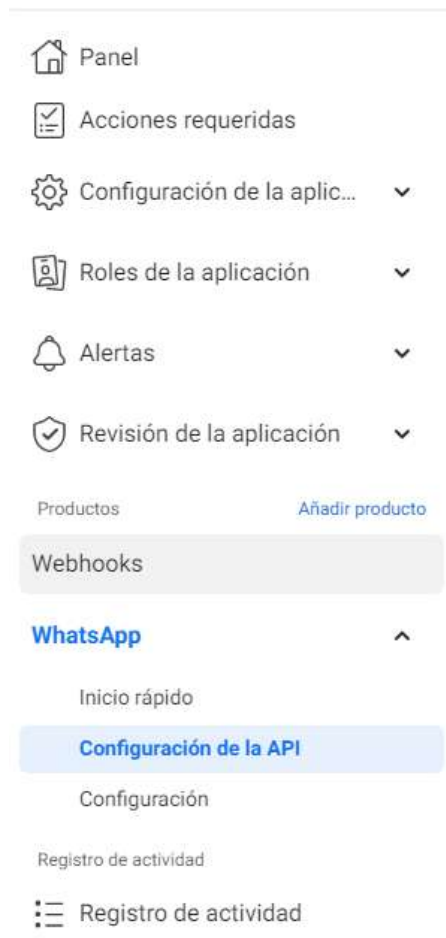 Panel
Acciones requeridas
Configuración de la aplic...
Roles de la aplicación
Alertas
Revisión de la aplicación
Productos Añadir producto
Webhooks
WhatsApp
Inicio rápido
Configuración de la API
Configuración
Registro de actividad
Registro de actividad